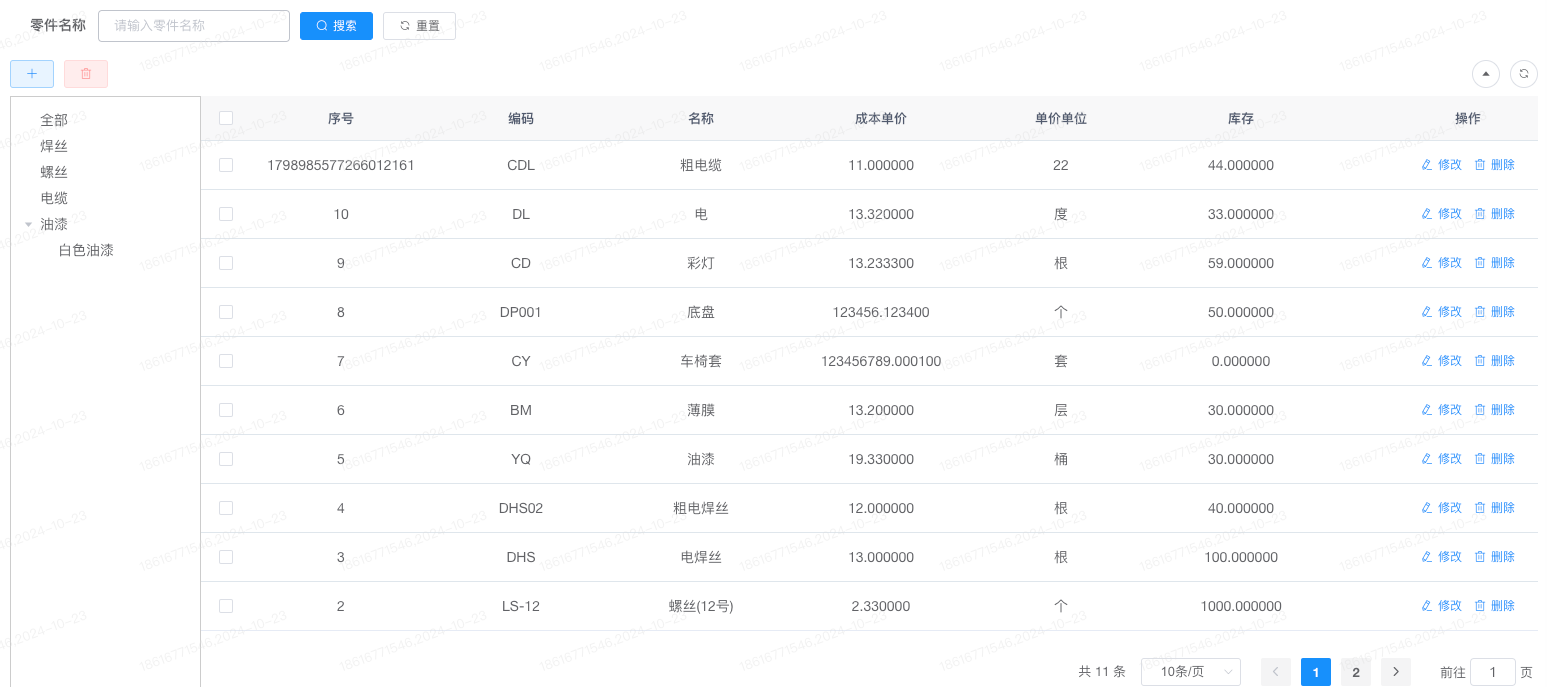 零件名称 请输入零件名称 搜索 重置
全部
焊丝
螺丝
电缆
油漆
白色油漆
序号 编码 名称 成本单价 单价单位 库存 操作
1798985577266012161 CDL 粗电缆 11.000000 22 44.000000 修改 删除
10 DL 电 13.320000 度 33.000000 修改 删除
9 CD 彩灯 13.233300 根 59.000000 修改 删除
8 DP001 底盘 123456.123400 个 50.000000 修改 删除
7 CY 车椅套 123456789.000100 套 0.000000 修改 删除
6 BM 薄膜 13.200000 层 30.000000 修改 删除
5 YQ 油漆 19.330000 桶 30.000000 修改 删除
4 DHS02 粗电焊丝 12.000000 根 40.000000 修改 删除
3 DHS 电焊丝 13.000000 根 100.000000 修改 删除
2 LS-12 螺丝(12号) 2.330000 个 1000.000000 修改 删除
共 11 条 10条/页 1 2 前往 1 页
18616771546,2024-10-23